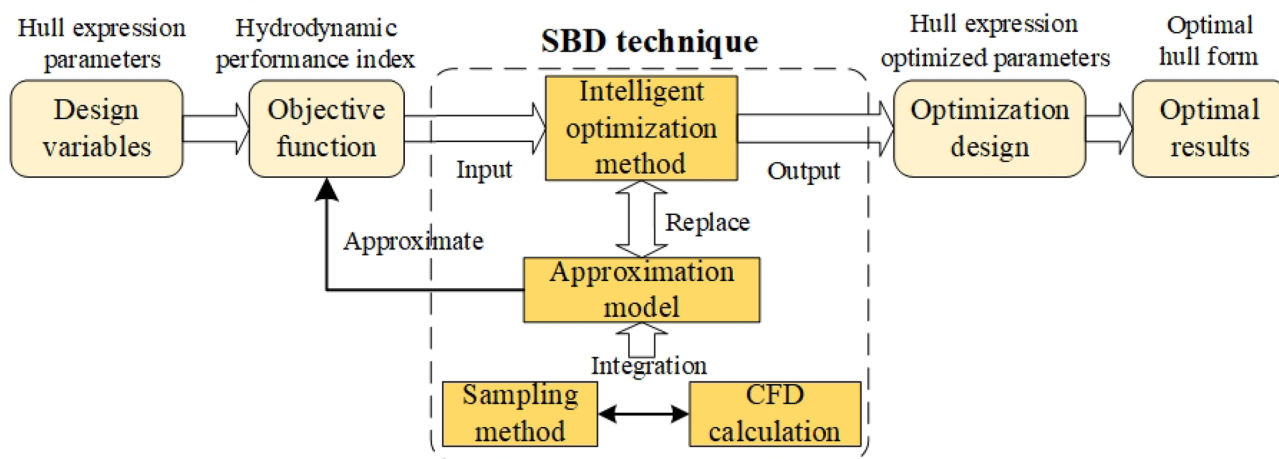 Hull expression
parameters
Hydrodynamic
performance index
SBD technique
Hull expression
optimized parameters
Optimal
hull form
Design
variables
Objective
function
Input
Intelligent
optimization
method
Output
Optimization
design
Optimal
results
Replace
Approximate
Approximation
model
Integration
Sampling
method
CFD
calculation